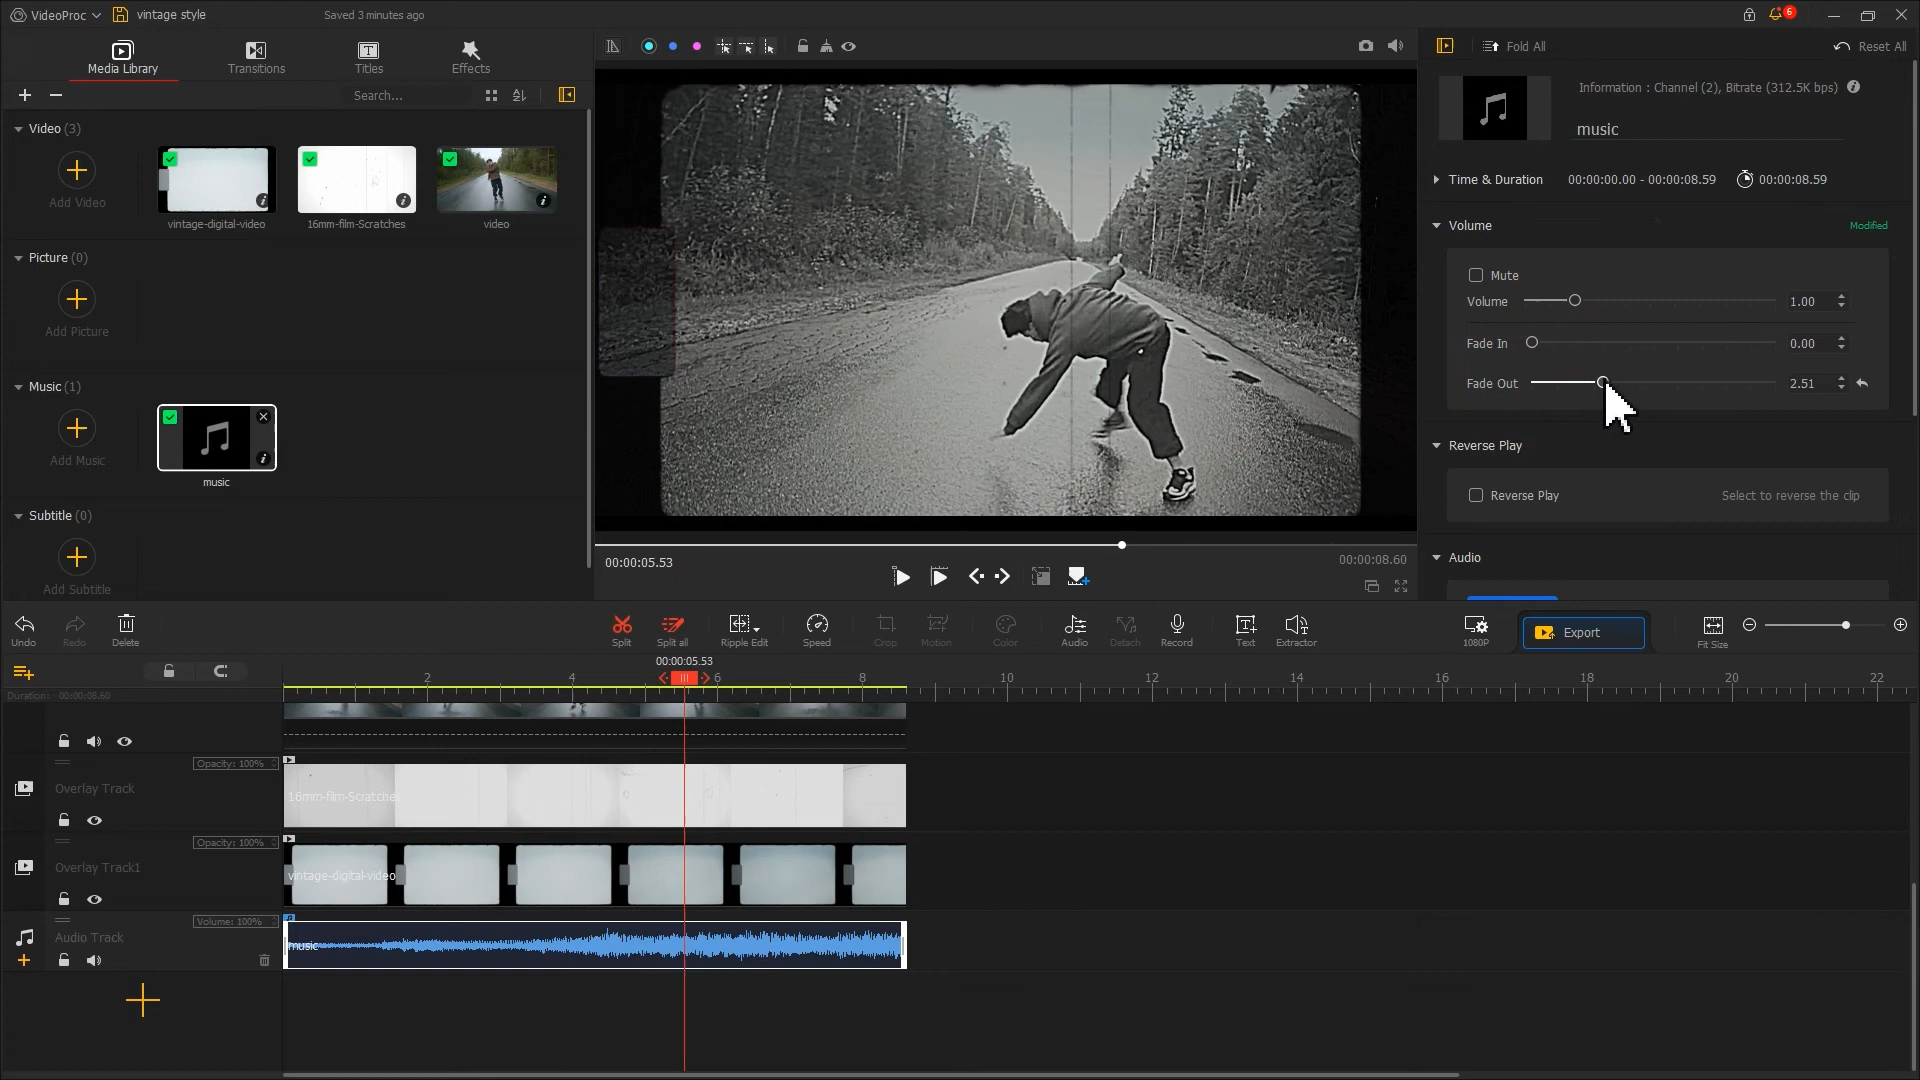 VideoProc
vintage style
Saved 3 minutes ago
6
Media Library
Transitions
Titles
Effects
Search...
Video (3)
Add Video
vintage-digital-video
16mm-film-Scratches
video
Picture (0)
Add Picture
Music (1)
Add Music
music
Subtitle (0)
Add Subtitle
00:00:05.53
00:00:08.60
Fold All
Reset All
Information : Channel (2), Bitrate (312.5K bps)
music
Time & Duration
00:00:00.00 - 00:00:08.59
00:00:08.59
Volume
Modified
Mute
Volume
1.00
Fade In
0.00
Fade Out
2.51
Reverse Play
Reverse Play
Select to reverse the clip
Audio
Undo
Redo
Delete
Split
Split all
Ripple Edit
Speed
Crop
Motion
Color
Audio
Detach
Record
Text
Extractor
1080P
Export
Fit Size
00:00:05.53
2
4
6
8
10
12
14
16
18
20
22
Duration: 00:00:08.60
Opacity: 100%
Overlay Track
16mm-film-Scratches
Opacity: 100%
Overlay Track1
vintage-digital-video
Volume: 100%
Audio Track
music